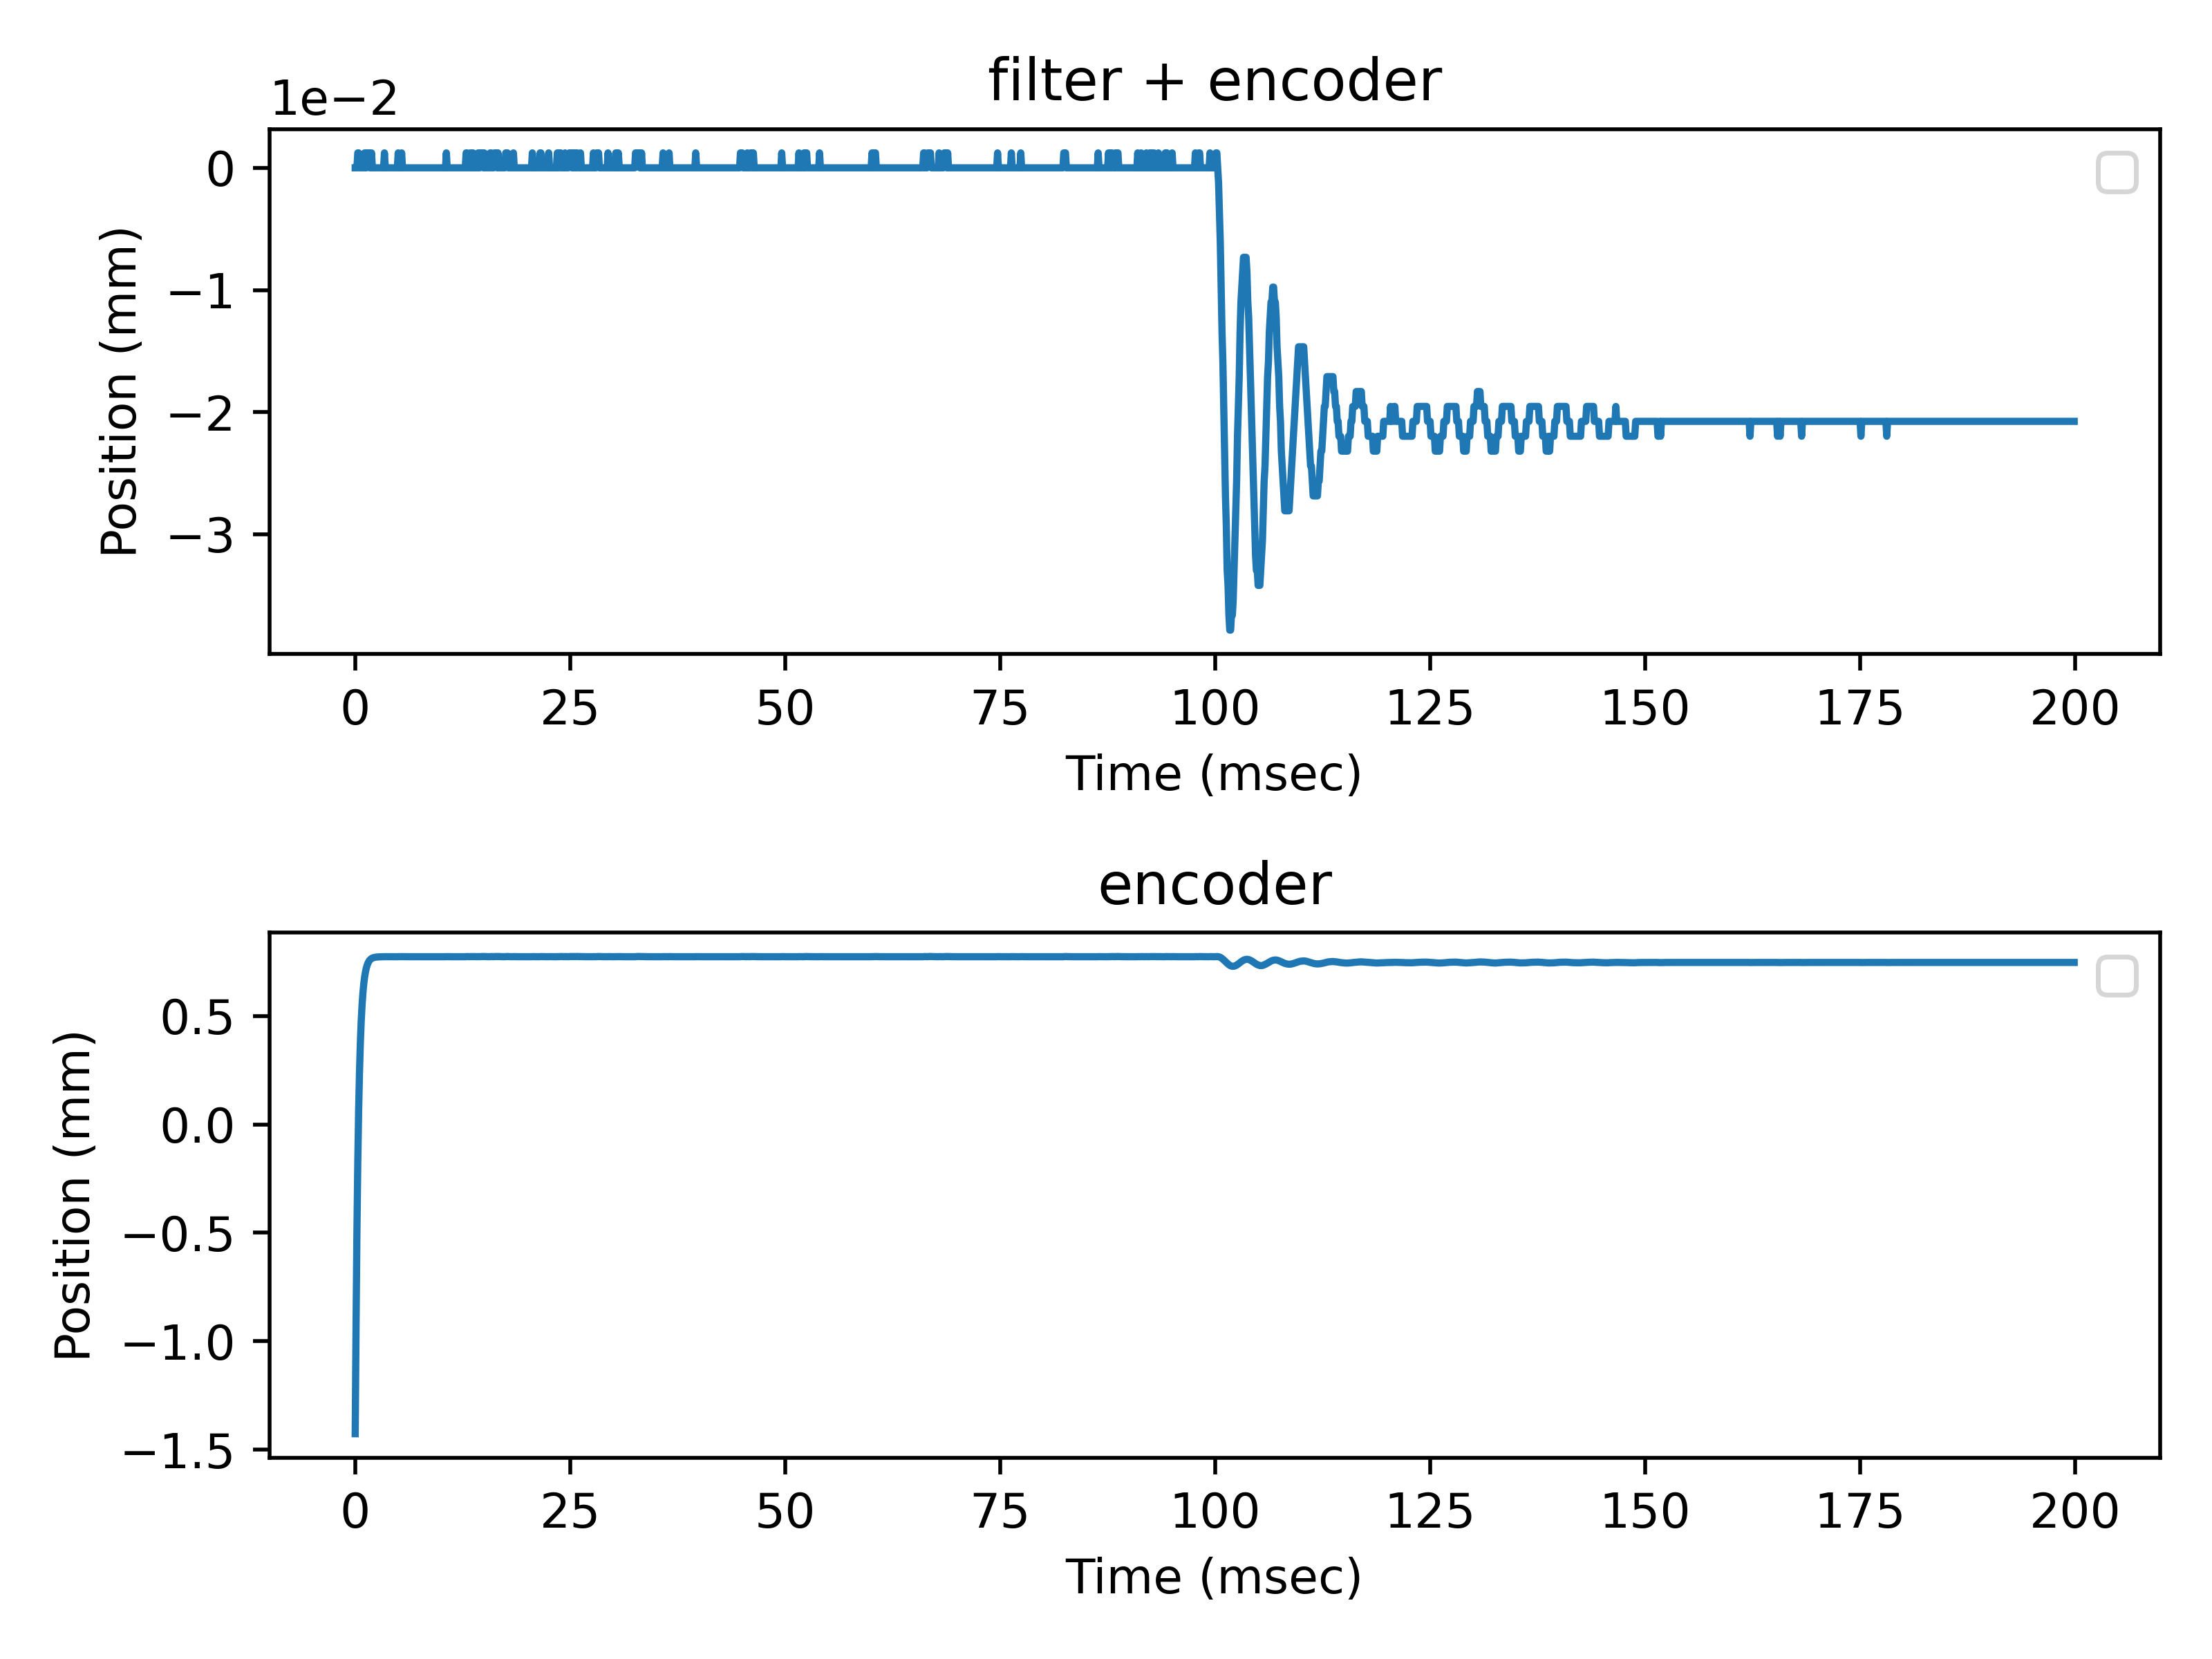 filter + encoder
1e−2
0
−1
−2
−3
Position (mm)
0 25 50 75 100 125 150 175 200
Time (msec)
encoder
0.5
0.0
−0.5
−1.0
−1.5
Position (mm)
0 25 50 75 100 125 150 175 200
Time (msec)